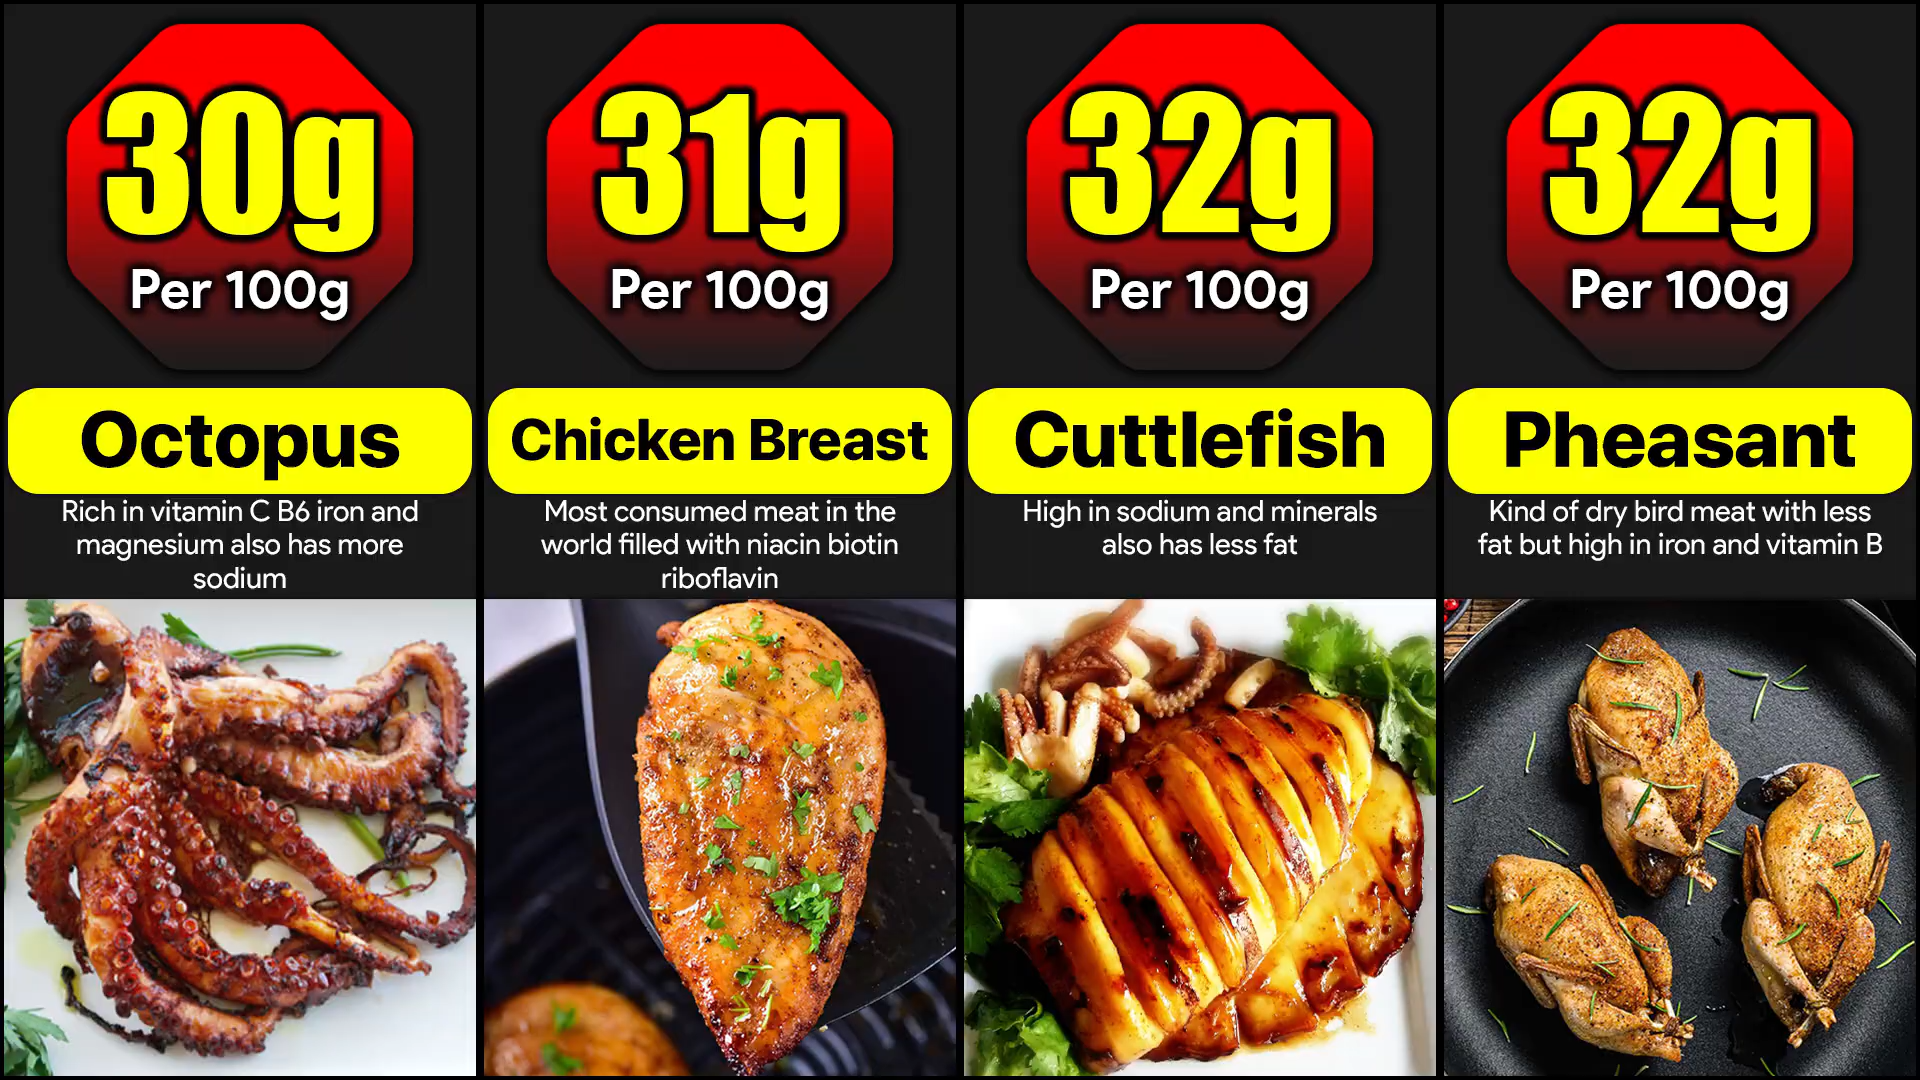 30g
Per 100g
Octopus
Rich in vitamin C B6 iron and
magnesium also has more
sodium
31g
Per 100g
Chicken Breast
Most consumed meat in the
world filled with niacin biotin
riboflavin
32g
Per 100g
Cuttlefish
High in sodium and minerals
also has less fat
32g
Per 100g
Pheasant
Kind of dry bird meat with less
fat but high in iron and vitamin B